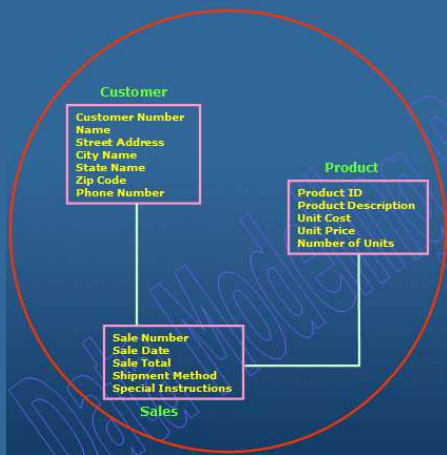 Customer
Customer Number
Name
Street Address
City Name
State Name
Zip Code
Phone Number
Product
Product ID
Product Description
Unit Cost
Unit Price
Number of Units
Sale Number
Sale Date
Sale Total
Shipment Method
Special Instructions
Sales
Data Modeling